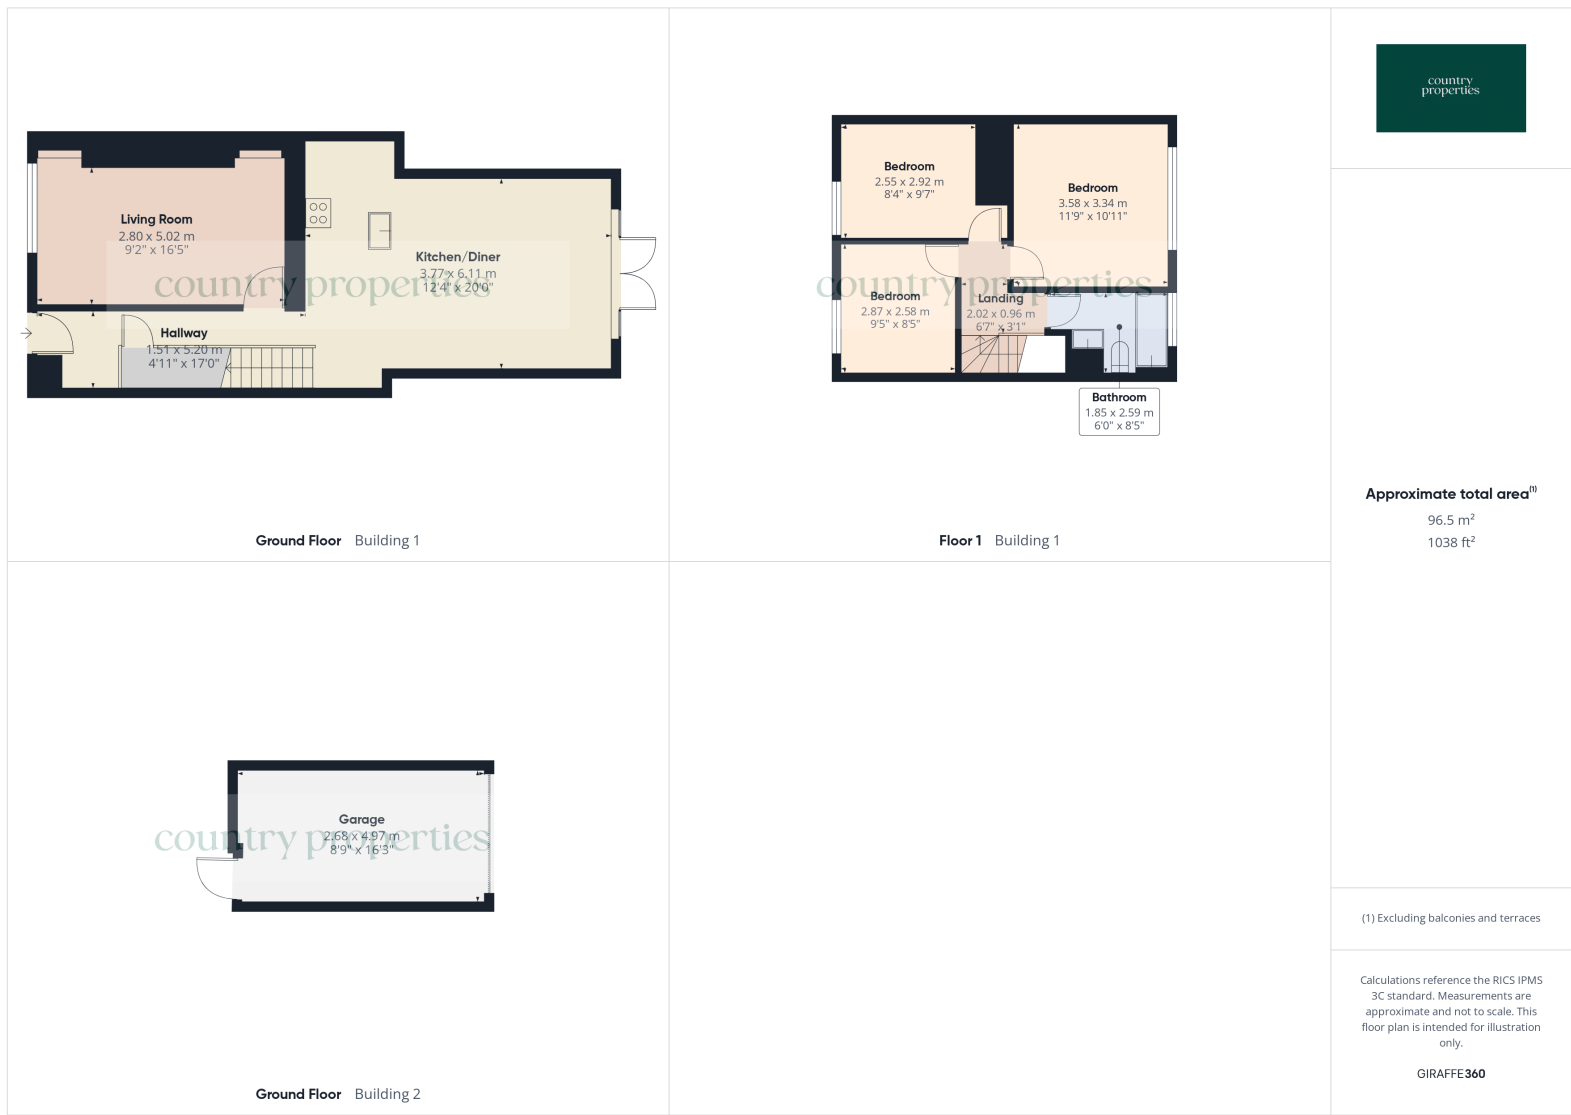 Living Room
2.80 x 5.02 m
9'2" x 16'5"
Kitchen/Diner
3.77 x 6.11 m
12'4" x 20'0"
country properties
Hallway
1.51 x 5.20 m
4'11" x 17'0"
Ground Floor Building 1
Bedroom
2.55 x 2.92 m
8'4" x 9'7"
Bedroom
3.58 x 3.34 m
11'9" x 10'11"
country properties
Bedroom
2.87 x 2.58 m
9'5" x 8'5"
Landing
2.02 x 0.96 m
6'7" x 3'1"
Bathroom
1.85 x 2.59 m
6'0" x 8'5"
Floor 1 Building 1
Garage
2.68 x 4.97 m
8'9" x 16'3"
country properties
Ground Floor Building 2
country
properties
Approximate total area(1)
96.5 m²
1038 ft²
(1) Excluding balconies and terraces
Calculations reference the RICS IPMS
3C standard. Measurements are
approximate and not to scale. This
floor plan is intended for illustration
only.
GIRAFFE360